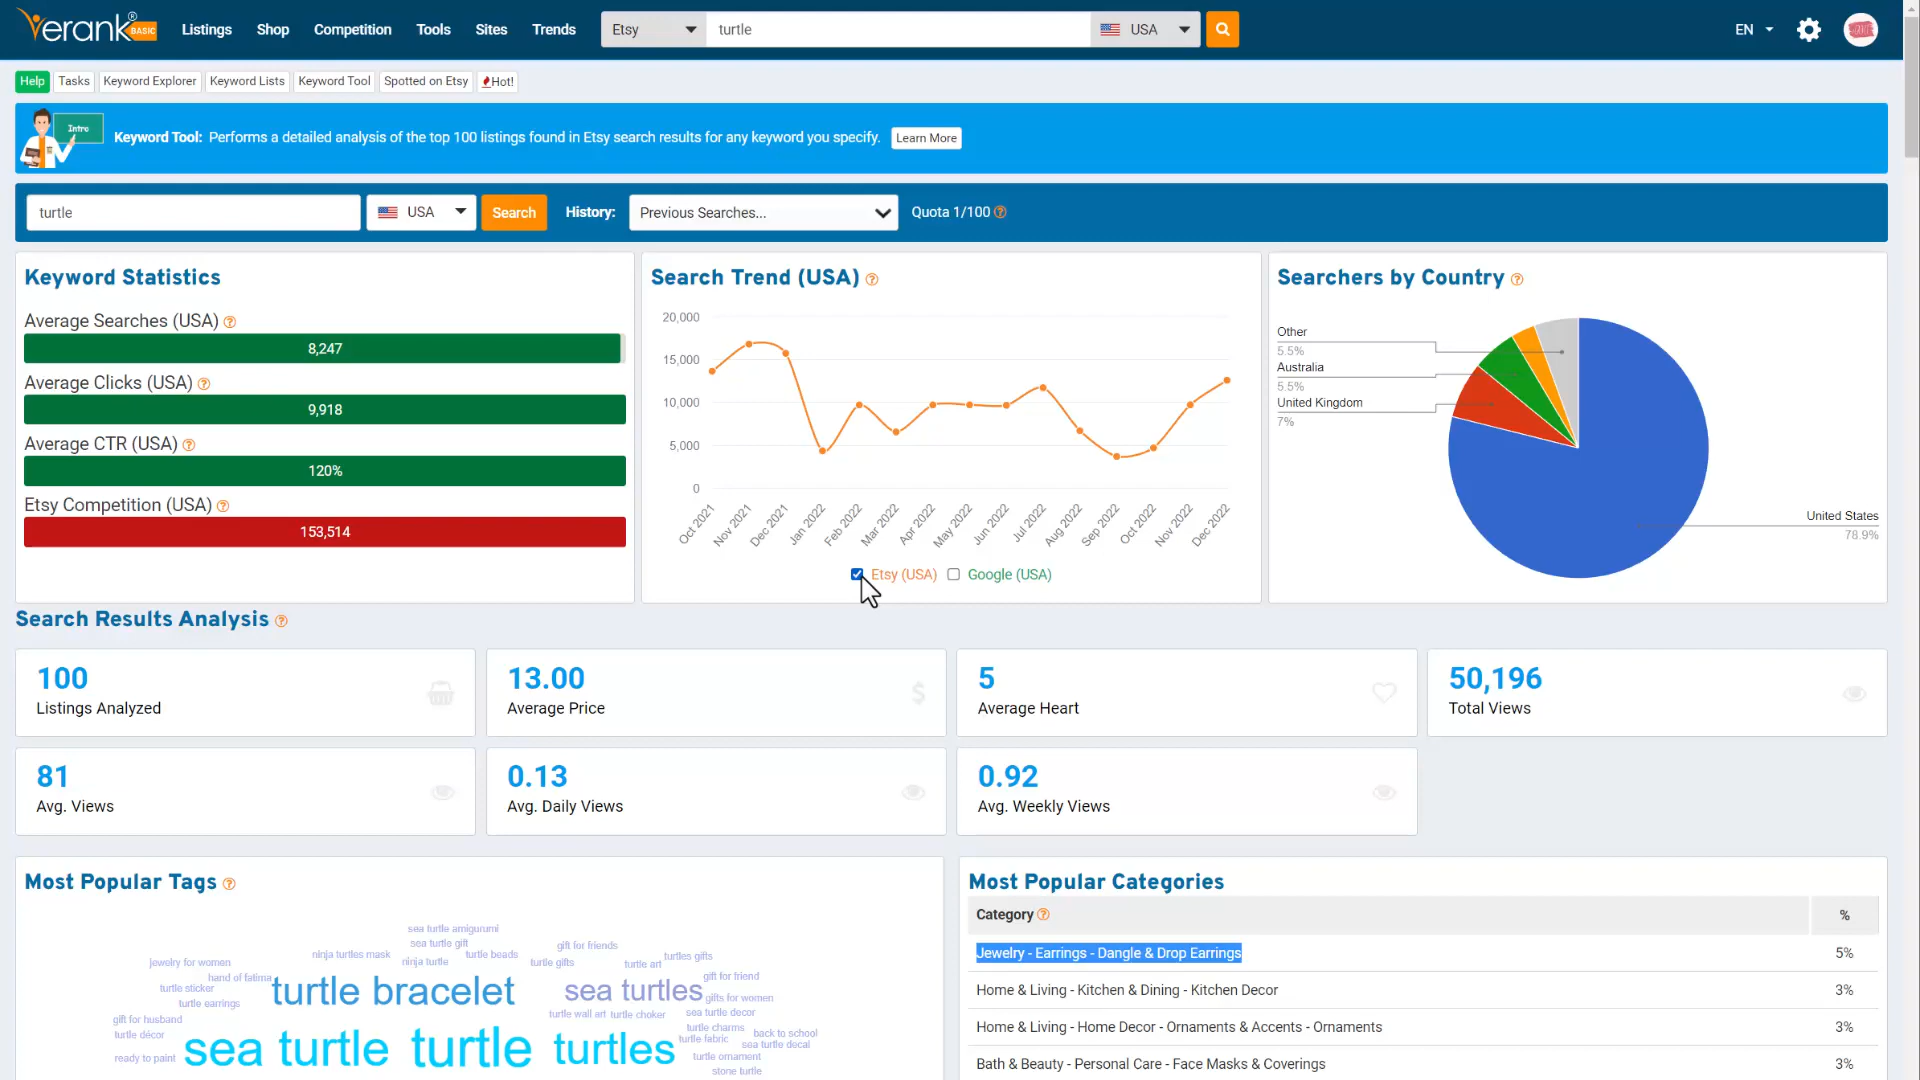 erank® BASIC
Listings Shop Competition Tools Sites Trends Etsy turtle USA EN
Help Tasks Keyword Explorer Keyword Lists Keyword Tool Spotted on Etsy Hot!
Intro
Keyword Tool: Performs a detailed analysis of the top 100 listings found in Etsy search results for any keyword you specify. Learn More
turtle USA Search History: Previous Searches... Quota 1/100
Keyword Statistics
Average Searches (USA)
8,247
Average Clicks (USA)
9,918
Average CTR (USA)
120%
Etsy Competition (USA)
153,514
Search Trend (USA)
20,000
15,000
10,000
5,000
0
Oct 2021 Nov 2021 Dec 2021 Jan 2022 Feb 2022 Mar 2022 Apr 2022 May 2022 Jun 2022 Jul 2022 Aug 2022 Sep 2022 Oct 2022 Nov 2022 Dec 2022
Etsy (USA) Google (USA)
Searchers by Country
Other
5.5%
Australia
5.5%
United Kingdom
7%
United States
78.9%
Search Results Analysis
100
Listings Analyzed
13.00
Average Price
$
5
Average Heart
50,196
Total Views
81
Avg. Views
0.13
Avg. Daily Views
0.92
Avg. Weekly Views
Most Popular Tags
sea turtle amigurumi
sea turtle gift
gift for friends
ninja turtles mask
turtle beads
turtles gifts
jewelry for women
ninja turtle
turtle gifts
turtle art
hand of fatima
gift for friend
turtle sticker
turtle bracelet
sea turtles
gifts for women
turtle earrings
turtle wall art
turtle choker
sea turtle decor
gift for husband
turtle charms
back to school
turtle décor
turtle fabric
sea turtle decal
ready to paint
sea turtle
turtle
turtles
turtle ornament
stone turtle
Most Popular Categories
Category %
Jewelry - Earrings - Dangle & Drop Earrings 5%
Home & Living - Kitchen & Dining - Kitchen Decor 3%
Home & Living - Home Decor - Ornaments & Accents - Ornaments 3%
Bath & Beauty - Personal Care - Face Masks & Coverings 3%